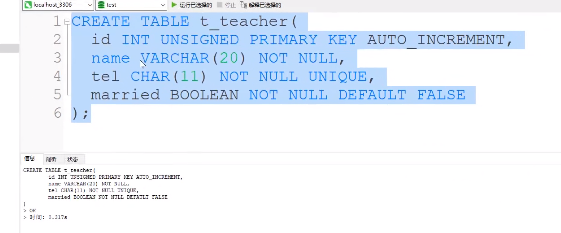 localhost_3306 test 运行已选择的 停止 解释已选择的
1 CREATE TABLE t_teacher(
2 id INT UNSIGNED PRIMARY KEY AUTO_INCREMENT,
3 name VARCHAR(20) NOT NULL,
4 tel CHAR(11) NOT NULL UNIQUE,
5 married BOOLEAN NOT NULL DEFAULT FALSE
6 );
信息 剖析 状态
CREATE TABLE t_teacher(
id INT UNSIGNED PRIMARY KEY AUTO_INCREMENT,
name VARCHAR(20) NOT NULL,
tel CHAR(11) NOT NULL UNIQUE,
married BOOLEAN NOT NULL DEFAULT FALSE
)
> OK
> 时间: 0.017s